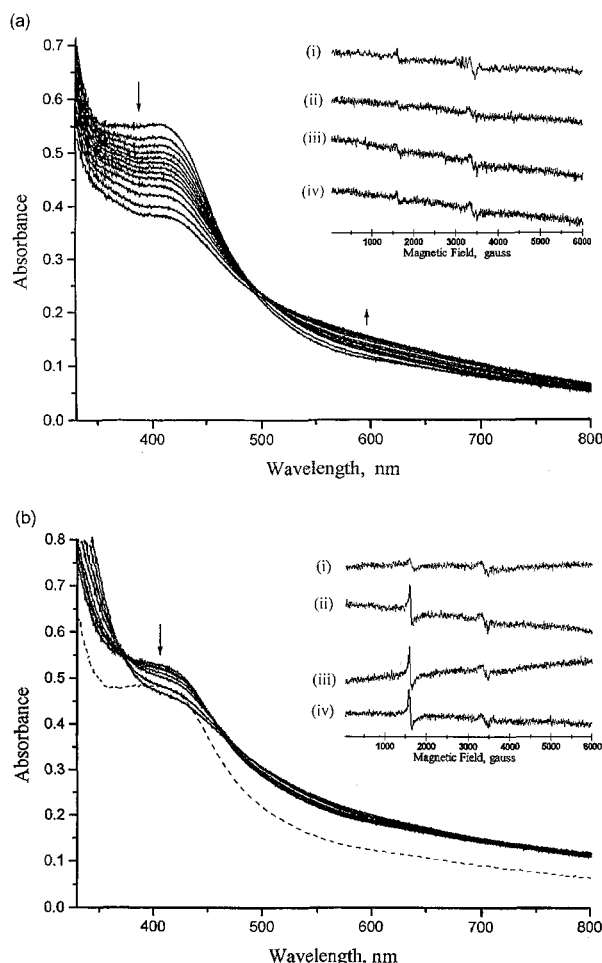 (a)
0.7
0.6
0.5
0.4
0.3
0.2
0.1
0.0
Absorbance
400
500
600
700
800
Wavelength, nm
(i)
(ii)
(iii)
(iv)
1000
2000
3000
4000
5000
6000
Magnetic Field, gauss
(b)
0.8
0.7
0.6
0.5
0.4
0.3
0.2
0.1
0.0
Absorbance
400
500
600
700
800
Wavelength, nm
(i)
(ii)
(iii)
(iv)
1000
2000
3000
4000
5000
6000
Magnetic Field, gauss